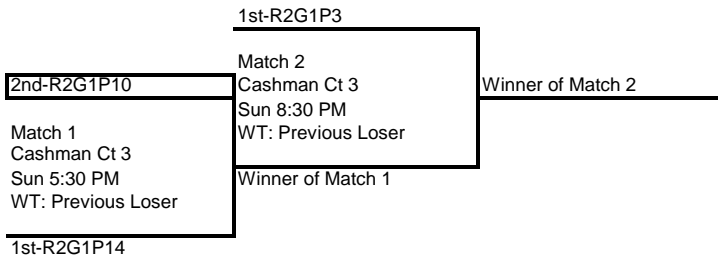 1st-R2G1P3
Match 2
2nd-R2G1P10
Cashman Ct 3
Winner of Match 2
Sun 8:30 PM
Match 1
WT: Previous Loser
Cashman Ct 3
Sun 5:30 PM
Winner of Match 1
WT: Previous Loser
1st-R2G1P14